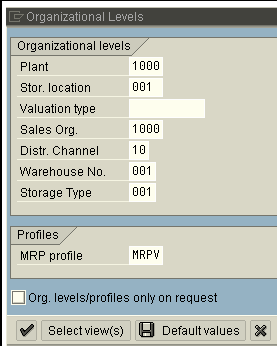 Organizational Levels
Organizational levels
Plant 1000
Stor. location 001
Valuation type
Sales Org. 1000
Distr. Channel 10
Warehouse No. 001
Storage Type 001
Profiles
MRP profile MRPV
Org. levels/profiles only on request
Select view(s) Default values